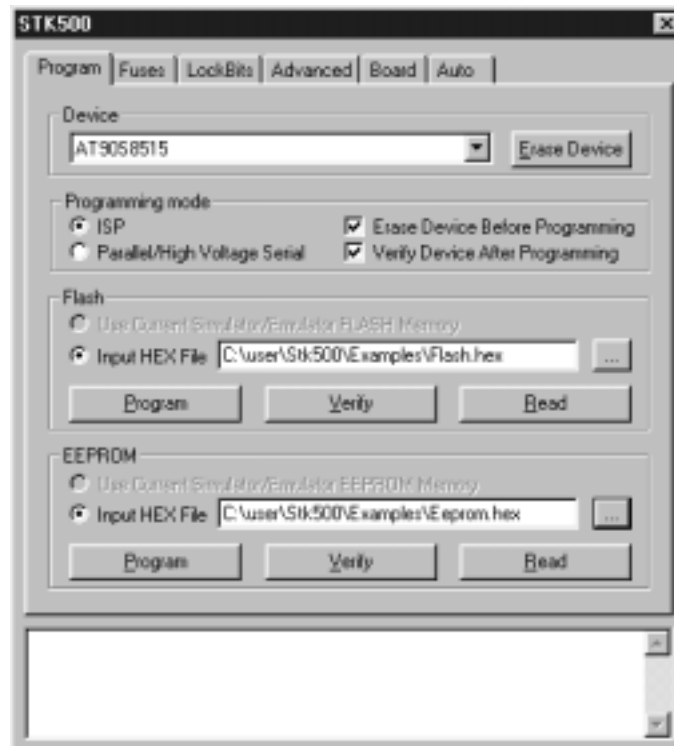 STK500
Program Fuses LockBits Advanced Board Auto
Device
AT90S8515 Erase Device
Programming mode
ISP Erase Device Before Programming
Parallel/High Voltage Serial Verify Device After Programming
Flash
Use Current Simulator/Emulator FLASH Memory
Input HEX File C:\user\Stk500\Examples\Flash.hex ...
Program Verify Read
EEPROM
Use Current Simulator/Emulator EEPROM Memory
Input HEX File C:\user\Stk500\Examples\Eeprom.hex ...
Program Verify Read